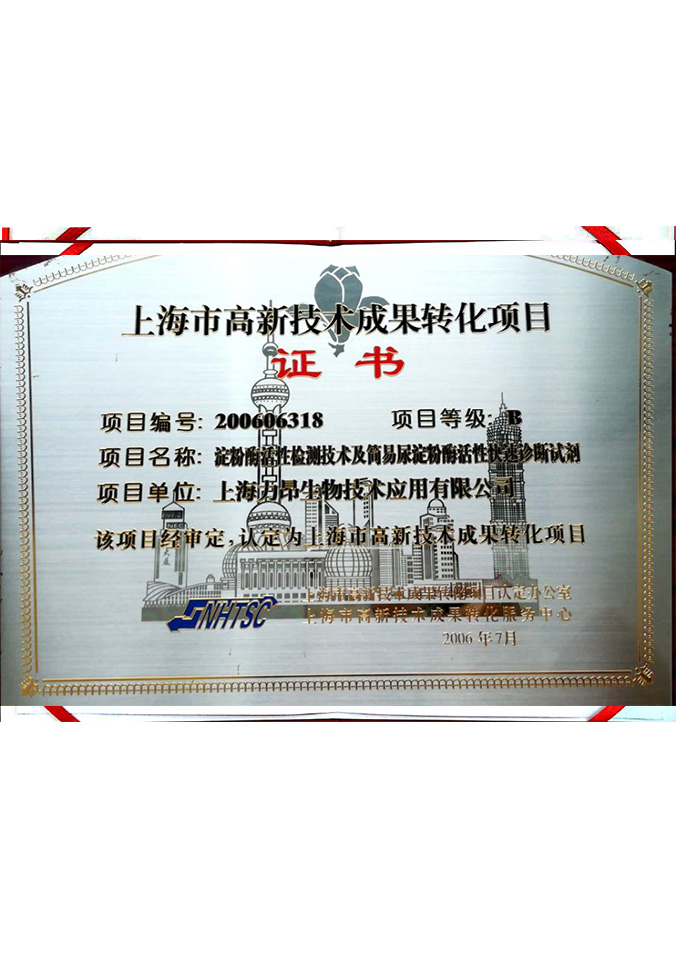 上海市高新技术成果转化项目
证书
项目编号: 200606318 项目等级: B
项目名称: 淀粉酶活性检测技术及简易尿淀粉酶活性快速诊断试剂
项目单位: 上海力昂生物技术应用有限公司
该项目经审定,认定为上海市高新技术成果转化项目
SNHTSC
上海市高新技术成果转化项目认定办公室
上海市高新技术成果转化服务中心
2006 年7月